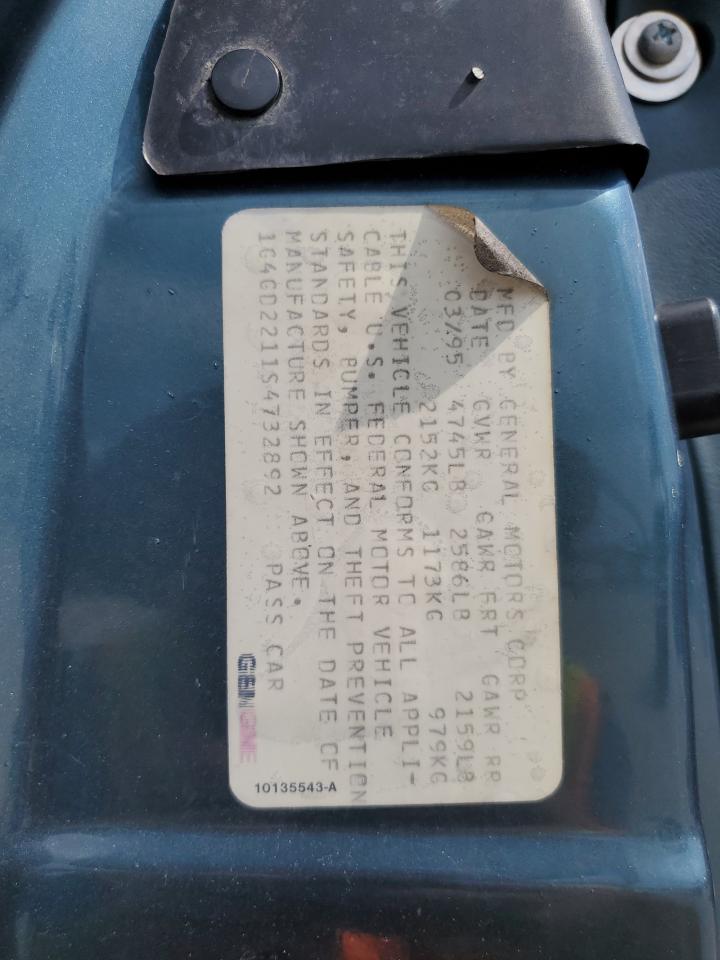 MFD BY GENERAL MOTORS CORP
DATE GVWR GAWR FRT GAWR RR
03/95 4745LB 2586LB 2159LB
2152KG 1173KG 979KG
THIS VEHICLE CONFORMS TO ALL APPLI-
CABLE U.S. FEDERAL MOTOR VEHICLE
SAFETY, BUMPER, AND THEFT PREVENTION
STANDARDS IN EFFECT ON THE DATE OF
MANUFACTURE SHOWN ABOVE.
1G4GD2211S4732892 PASS CAR
10135543-A